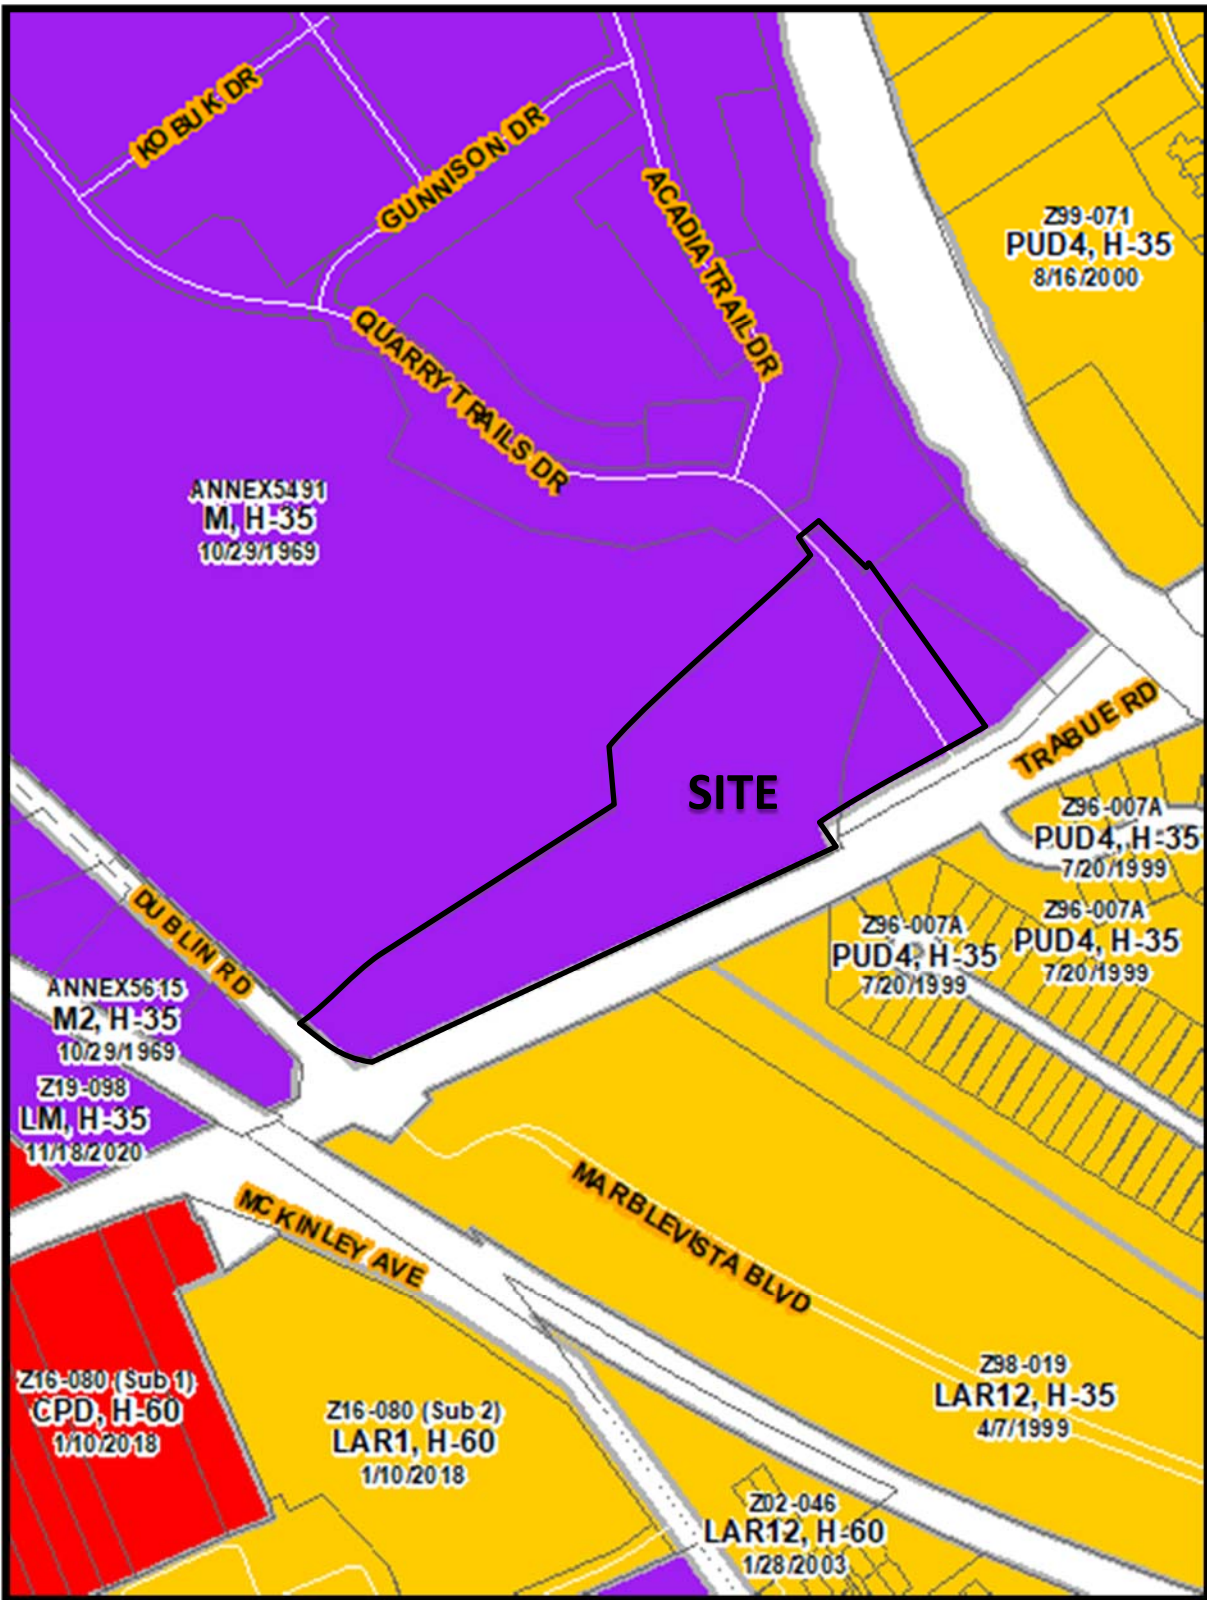 KOBUK DR
GUNNISON DR
ACADIA TRAIL DR
Z99-071
PUD4, H-35
8/16/2000
QUARRY TRAILS DR
ANNEX5491
M, H-35
10/29/1969
TRABUE RD
SITE
Z96-007A
PUD4, H-35
7/20/1999
DUBLIN RD
Z96-007A
PUD4, H-35
7/20/1999
Z96-007A
PUD4, H-35
7/20/1999
ANNEX5615
M2, H-35
10/29/1969
Z19-098
LM, H-35
11/18/2020
MCKINLEY AVE
MARBLEVISTA BLVD
Z16-080 (Sub 1)
CPD, H-60
1/10/2018
Z16-080 (Sub 2)
LAR1, H-60
1/10/2018
Z98-019
LAR12, H-35
4/7/1999
Z02-046
LAR12, H-60
1/28/2003